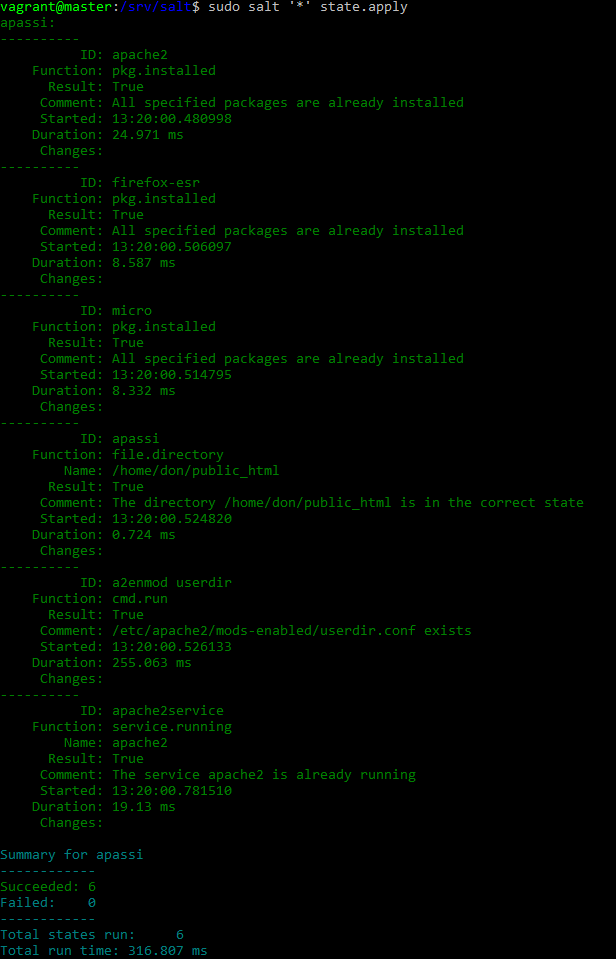 vagrant@master:/srv/salt$ sudo salt '*' state.apply
apassi:
----------
          ID: apache2
    Function: pkg.installed
      Result: True
     Comment: All specified packages are already installed
     Started: 13:20:00.480998
    Duration: 24.971 ms
     Changes:
----------
          ID: firefox-esr
    Function: pkg.installed
      Result: True
     Comment: All specified packages are already installed
     Started: 13:20:00.506097
    Duration: 8.587 ms
     Changes:
----------
          ID: micro
    Function: pkg.installed
      Result: True
     Comment: All specified packages are already installed
     Started: 13:20:00.514795
    Duration: 8.332 ms
     Changes:
----------
          ID: apassi
    Function: file.directory
        Name: /home/don/public_html
      Result: True
     Comment: The directory /home/don/public_html is in the correct state
     Started: 13:20:00.524820
    Duration: 0.724 ms
     Changes:
----------
          ID: a2enmod userdir
    Function: cmd.run
      Result: True
     Comment: /etc/apache2/mods-enabled/userdir.conf exists
     Started: 13:20:00.526133
    Duration: 255.063 ms
     Changes:
----------
          ID: apache2service
    Function: service.running
        Name: apache2
      Result: True
     Comment: The service apache2 is already running
     Started: 13:20:00.781510
    Duration: 19.13 ms
     Changes:

Summary for apassi
------------
Succeeded: 6
Failed:    0
------------
Total states run:     6
Total run time: 316.807 ms